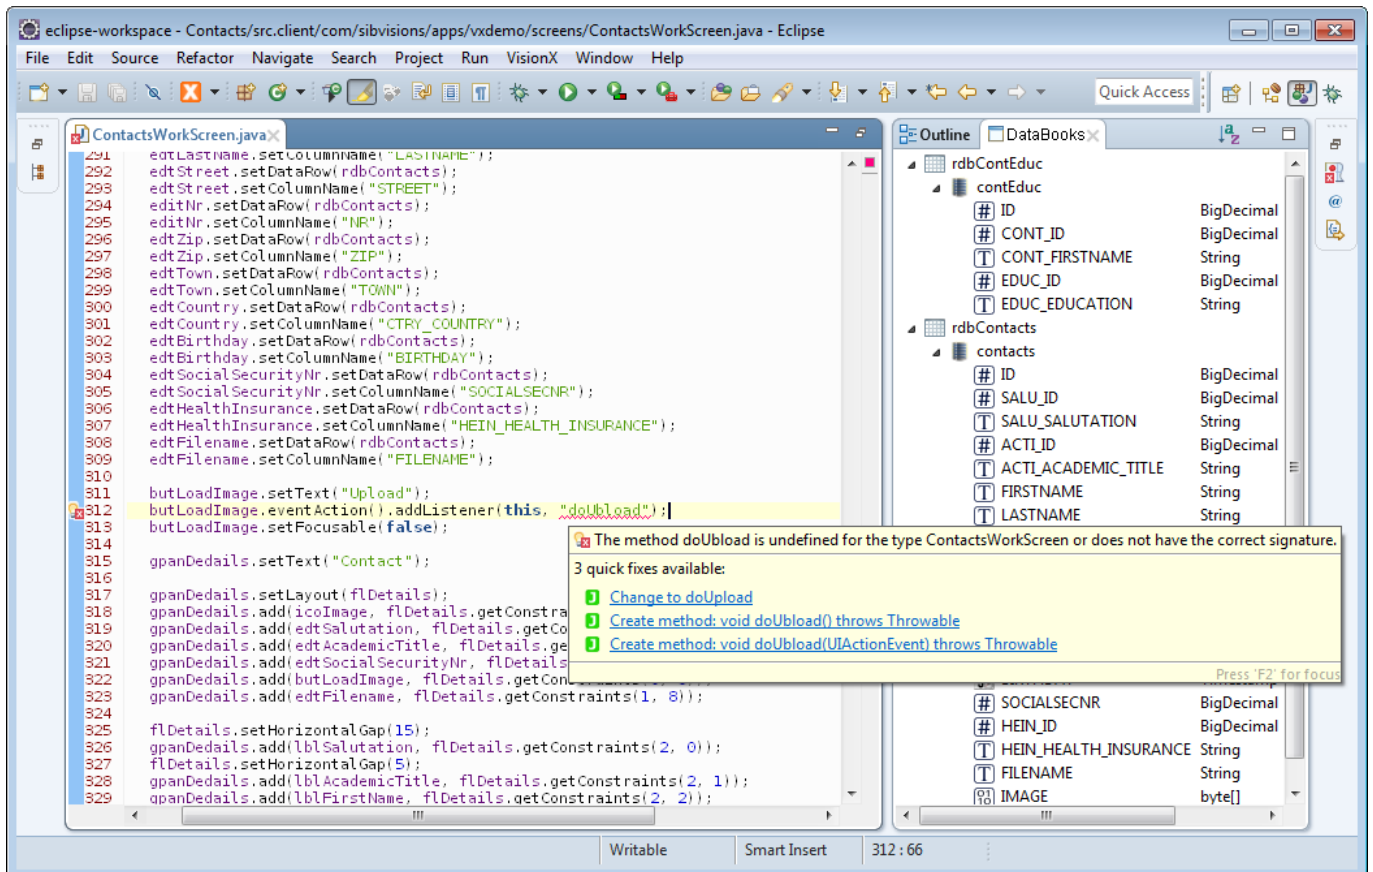 eclipse-workspace - Contacts/src.client/com/sibvisions/apps/vxdemo/screens/ContactsWorkScreen.java - Eclipse
File Edit Source Refactor Navigate Search Project Run VisionX Window Help
Quick Access
ContactsWorkScreen.java
291 edtLastName.setColumnName("LASTNAME");
292 edtStreet.setDataRow(rdbContacts);
293 edtStreet.setColumnName("STREET");
294 editNr.setDataRow(rdbContacts);
295 editNr.setColumnName("NR");
296 edtZip.setDataRow(rdbContacts);
297 edtZip.setColumnName("ZIP");
298 edtTown.setDataRow(rdbContacts);
299 edtTown.setColumnName("TOWN");
300 edtCountry.setDataRow(rdbContacts);
301 edtCountry.setColumnName("CTRY_COUNTRY");
302 edtBirthday.setDataRow(rdbContacts);
303 edtBirthday.setColumnName("BIRTHDAY");
304 edtSocialSecurityNr.setDataRow(rdbContacts);
305 edtSocialSecurityNr.setColumnName("SOCIALSECNR");
306 edtHealthInsurance.setDataRow(rdbContacts);
307 edtHealthInsurance.setColumnName("HEIN_HEALTH_INSURANCE");
308 edtFilename.setDataRow(rdbContacts);
309 edtFilename.setColumnName("FILENAME");
310
311 butLoadImage.setText("Upload");
312 butLoadImage.eventAction().addListener(this, "doUbload");
313 butLoadImage.setFocusable(false);
314
315 gpanDedails.setText("Contact");
316
317 gpanDedails.setLayout(flDetails);
318 gpanDedails.add(icoImage, flDetails.getConstra
319 gpanDedails.add(edtSalutation, flDetails.getCo
320 gpanDedails.add(edtAcademicTitle, flDetails.ge
321 gpanDedails.add(edtSocialSecurityNr, flDetails
322 gpanDedails.add(butLoadImage, flDetails.getCon
323 gpanDedails.add(edtFilename, flDetails.getConstraints(1, 8));
324
325 flDetails.setHorizontalGap(15);
326 gpanDedails.add(lblSalutation, flDetails.getConstraints(2, 0));
327 flDetails.setHorizontalGap(5);
328 gpanDedails.add(lblAcademicTitle, flDetails.getConstraints(2, 1));
329 gpanDedails.add(lblFirstName, flDetails.getConstraints(2, 2));
The method doUbload is undefined for the type ContactsWorkScreen or does not have the correct signature.
3 quick fixes available:
Change to doUpload
Create method: void doUbload() throws Throwable
Create method: void doUbload(UIActionEvent) throws Throwable
Press 'F2' for focus
Outline DataBooks
rdbContEduc
contEduc
ID BigDecimal
CONT_ID BigDecimal
CONT_FIRSTNAME String
EDUC_ID BigDecimal
EDUC_EDUCATION String
rdbContacts
contacts
ID BigDecimal
SALU_ID BigDecimal
SALU_SALUTATION String
ACTI_ID BigDecimal
ACTI_ACADEMIC_TITLE String
FIRSTNAME String
LASTNAME String
SOCIALSECNR BigDecimal
HEIN_ID BigDecimal
HEIN_HEALTH_INSURANCE String
FILENAME String
IMAGE byte[]
Writable Smart Insert 312 : 66